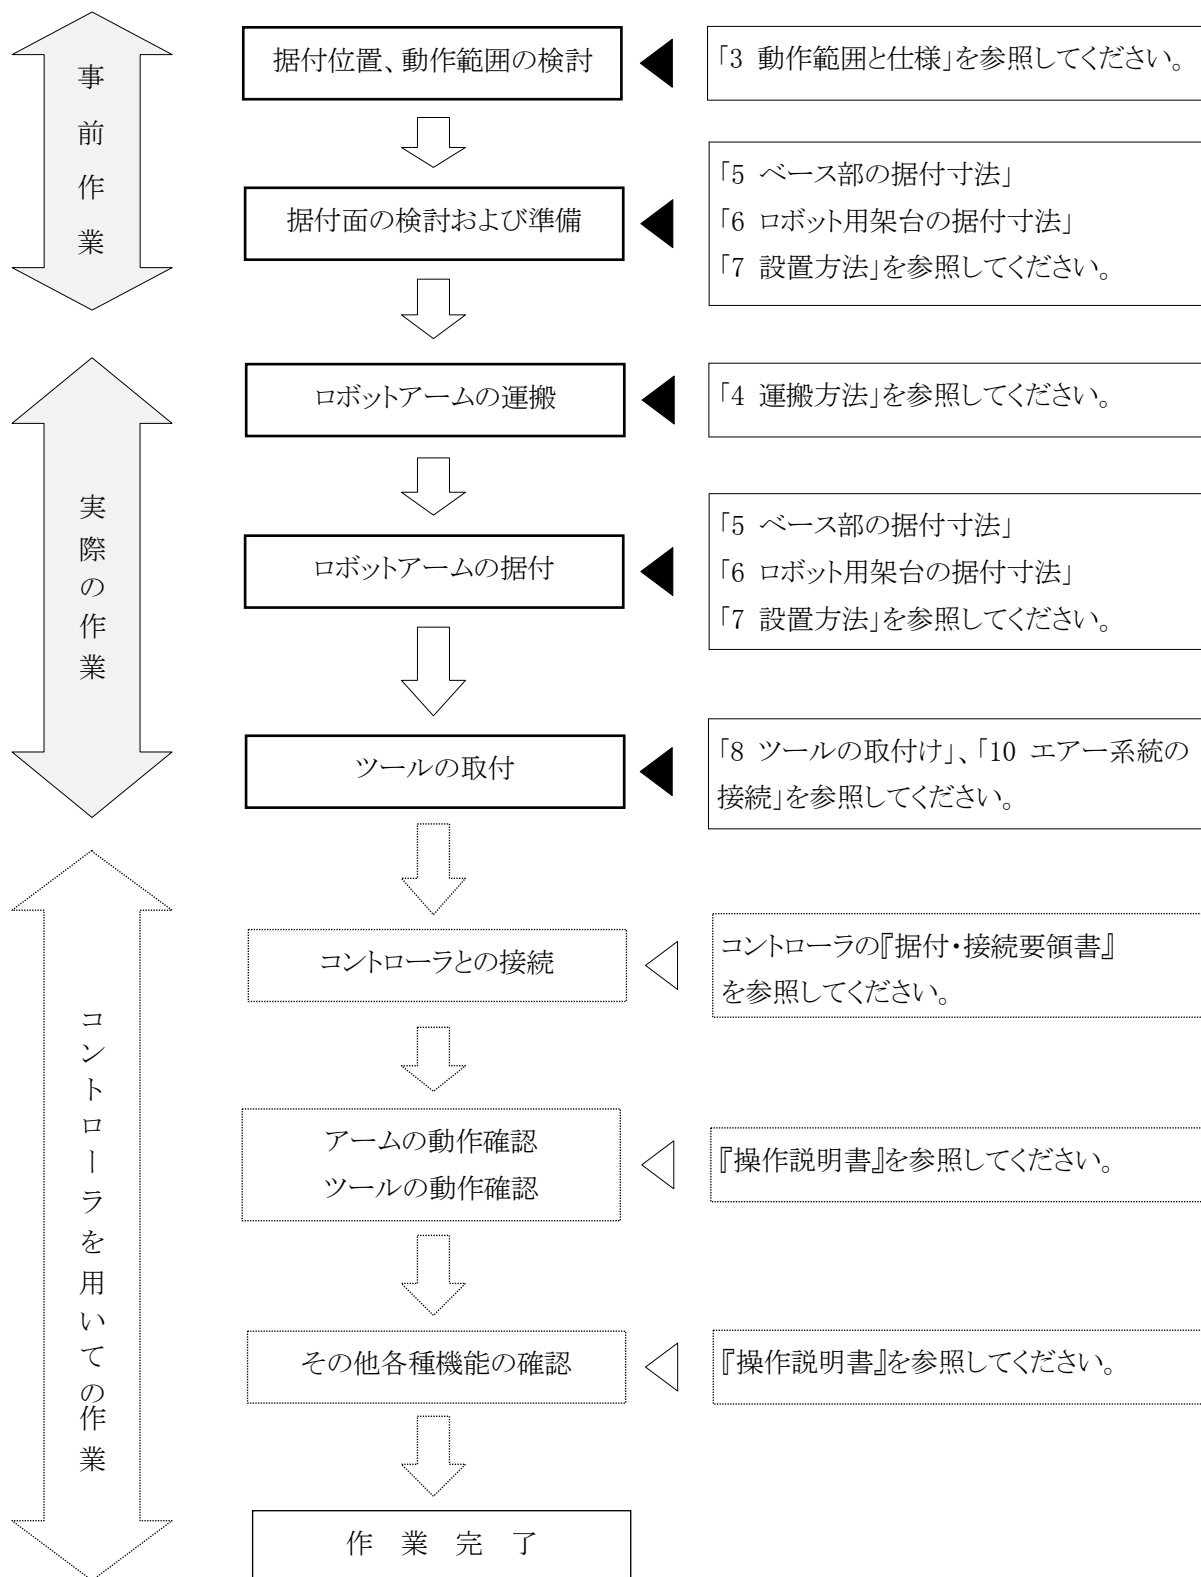 事前作業
据付位置、動作範囲の検討
「3 動作範囲と仕様」を参照してください。
据付面の検討および準備
「5 ベース部の据付寸法」
「6 ロボット用架台の据付寸法」
「7 設置方法」を参照してください。
実際の作業
ロボットアームの運搬
「4 運搬方法」を参照してください。
ロボットアームの据付
「5 ベース部の据付寸法」
「6 ロボット用架台の据付寸法」
「7 設置方法」を参照してください。
ツールの取付
「8 ツールの取付け」、「10 エアー系統の
接続」を参照してください。
コントローラを用いての作業
コントローラとの接続
コントローラの『据付・接続要領書』
を参照してください。
アームの動作確認
ツールの動作確認
『操作説明書』を参照してください。
その他各種機能の確認
『操作説明書』を参照してください。
作 業 完 了